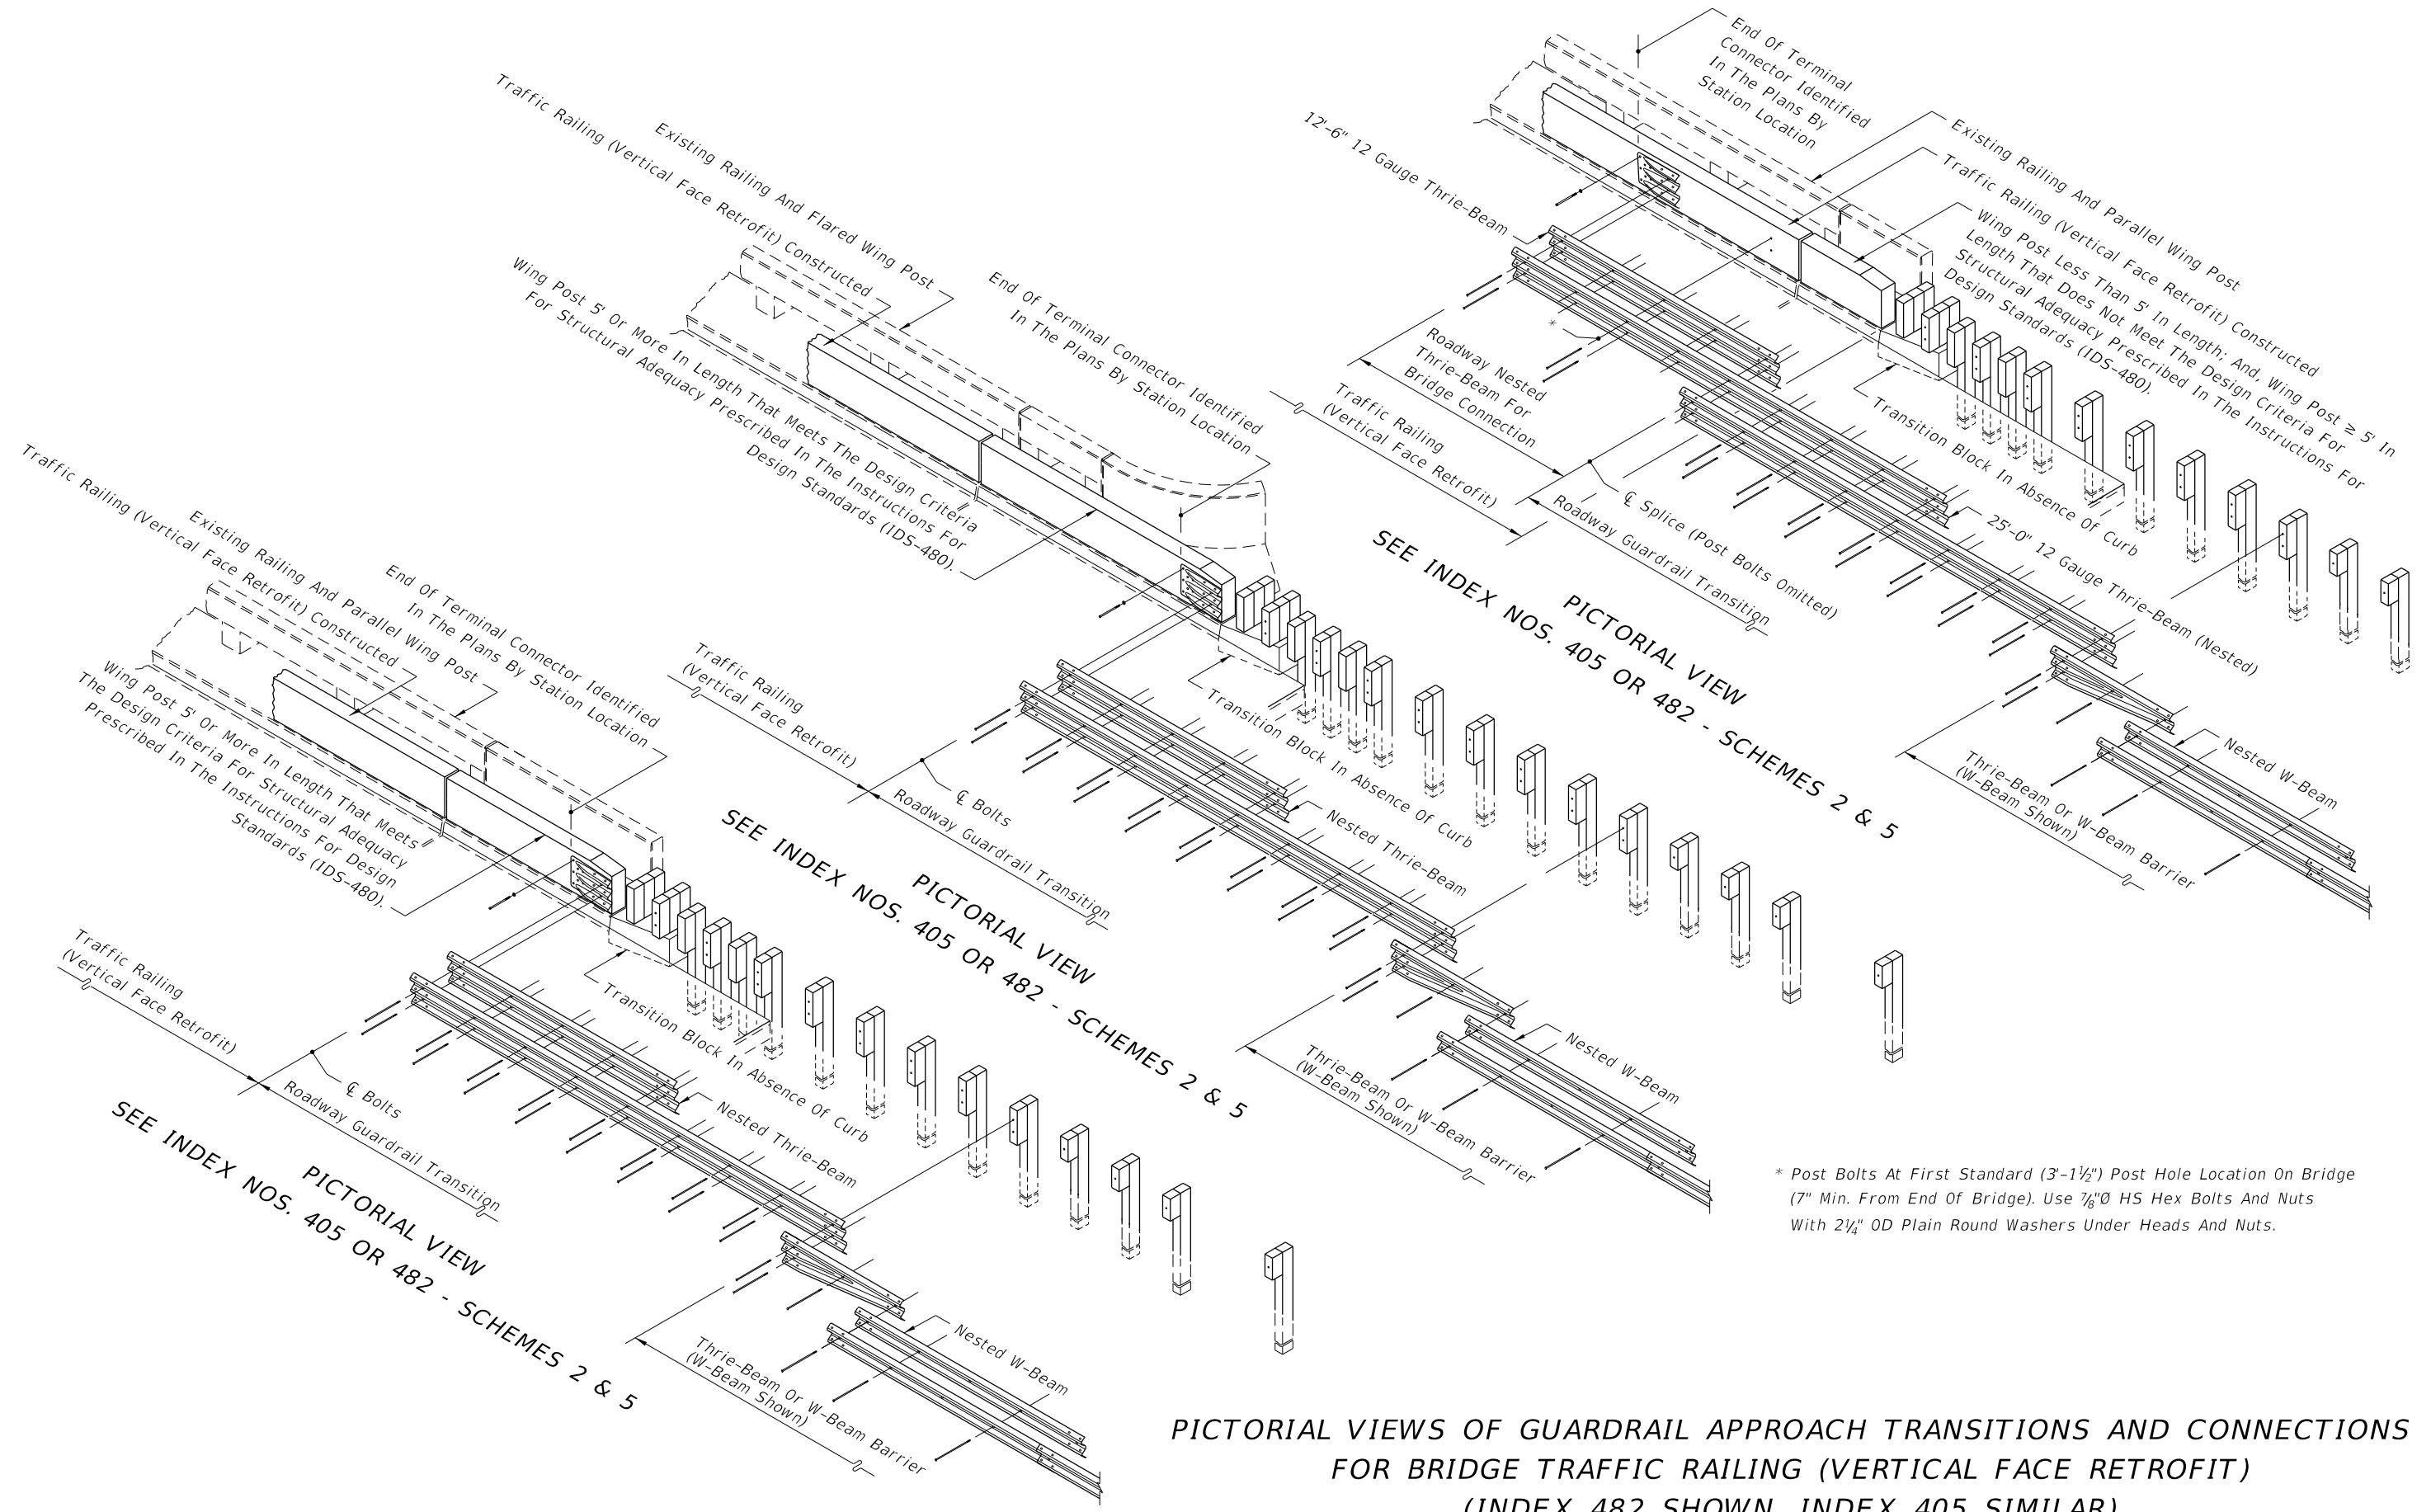 Traffic Railing (Vertical Face Retrofit) Constructed
Existing Railing And Parallel Wing Post
End Of Terminal Connector Identified
In The Plans By Station Location
Wing Post 5' Or More In Length That Meets
The Design Criteria For Structural Adequacy
Prescribed In The Instructions For Design
Standards (IDS-480).
Traffic Railing
(Vertical Face Retrofit)
℄ Bolts
Roadway Guardrail Transition
Transition Block In Absence Of Curb
Nested Thrie-Beam
PICTORIAL VIEW
SEE INDEX NOS. 405 OR 482 - SCHEMES 2 & 5
Nested W-Beam
Thrie-Beam Or W-Beam Barrier
(W-Beam Shown)
Traffic Railing (Vertical Face Retrofit) Constructed
Existing Railing And Flared Wing Post
End Of Terminal Connector Identified
In The Plans By Station Location
Wing Post 5' Or More In Length That Meets The Design Criteria
For Structural Adequacy Prescribed In The Instructions For
Design Standards (IDS-480).
Traffic Railing
(Vertical Face Retrofit)
℄ Bolts
Roadway Guardrail Transition
Transition Block In Absence Of Curb
Nested Thrie-Beam
PICTORIAL VIEW
SEE INDEX NOS. 405 OR 482 - SCHEMES 2 & 5
Nested W-Beam
Thrie-Beam Or W-Beam Barrier
(W-Beam Shown)
End Of Terminal
Connector Identified
In The Plans By
Station Location
12'-6" 12 Gauge Thrie-Beam
Existing Railing And Parallel Wing Post
Traffic Railing (Vertical Face Retrofit) Constructed
Wing Post Less Than 5' In Length; And, Wing Post ≥ 5' In
Length That Does Not Meet The Design Criteria For
Structural Adequacy Prescribed In The Instructions For
Design Standards (IDS-480).
*
Roadway Nested
Thrie-Beam For
Bridge Connection
Traffic Railing
(Vertical Face Retrofit)
℄ Splice (Post Bolts Omitted)
Roadway Guardrail Transition
Transition Block In Absence Of Curb
25'-0" 12 Gauge Thrie-Beam (Nested)
PICTORIAL VIEW
SEE INDEX NOS. 405 OR 482 - SCHEMES 2 & 5
Nested W-Beam
Thrie-Beam Or W-Beam Barrier
(W-Beam Shown)
* Post Bolts At First Standard (3'-1½") Post Hole Location On Bridge
(7" Min. From End Of Bridge). Use ⅞"Ø HS Hex Bolts And Nuts
With 2¼" OD Plain Round Washers Under Heads And Nuts.
PICTORIAL VIEWS OF GUARDRAIL APPROACH TRANSITIONS AND CONNECTIONS
FOR BRIDGE TRAFFIC RAILING (VERTICAL FACE RETROFIT)
(INDEX 482 SHOWN, INDEX 405 SIMILAR)